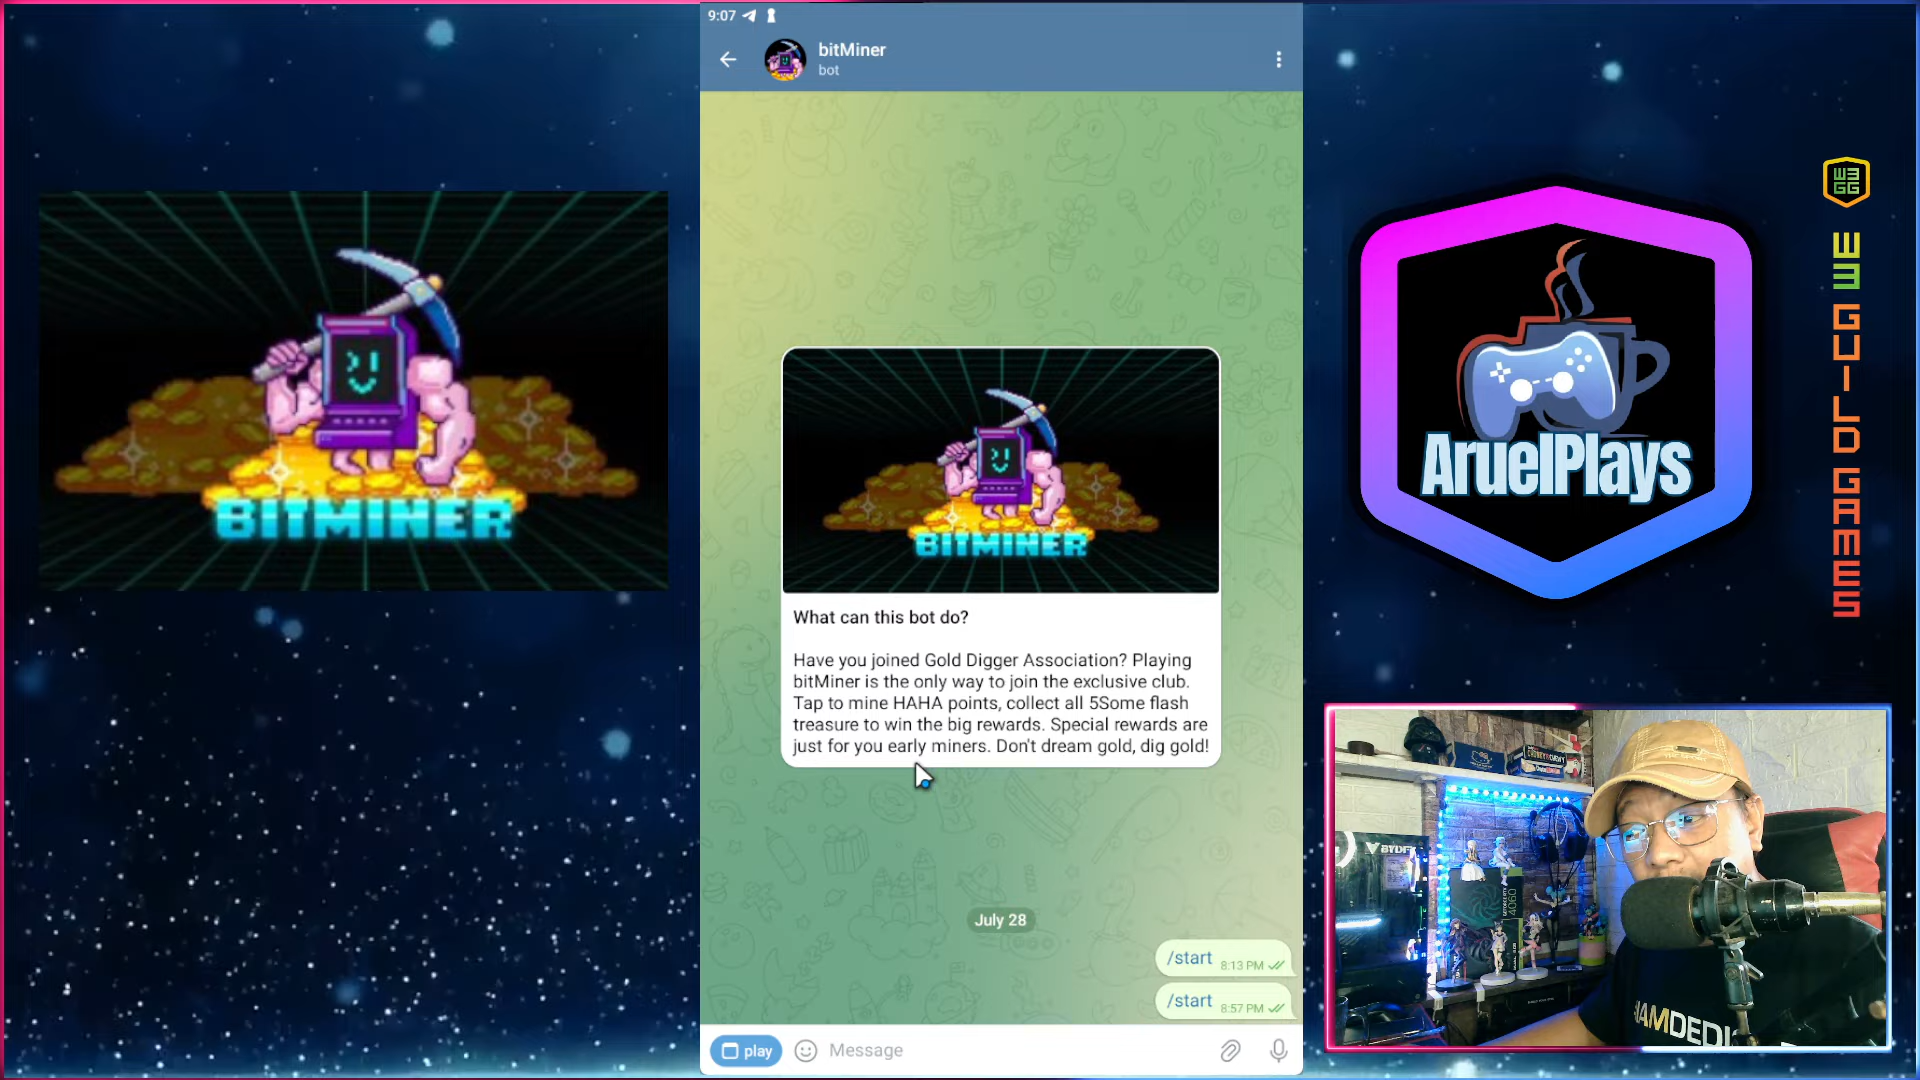 9:07
bitMiner
bot
BITMINER
BITMINER
What can this bot do?
Have you joined Gold Digger Association? Playing
bitMiner is the only way to join the exclusive club.
Tap to mine HAHA points, collect all 5Some flash
treasure to win the big rewards. Special rewards are
just for you early miners. Don't dream gold, dig gold!
July 28
/start 8:13 PM
/start 8:57 PM
play
Message
AruelPlays
W3
GG
W3 GUILD GAMES
4060